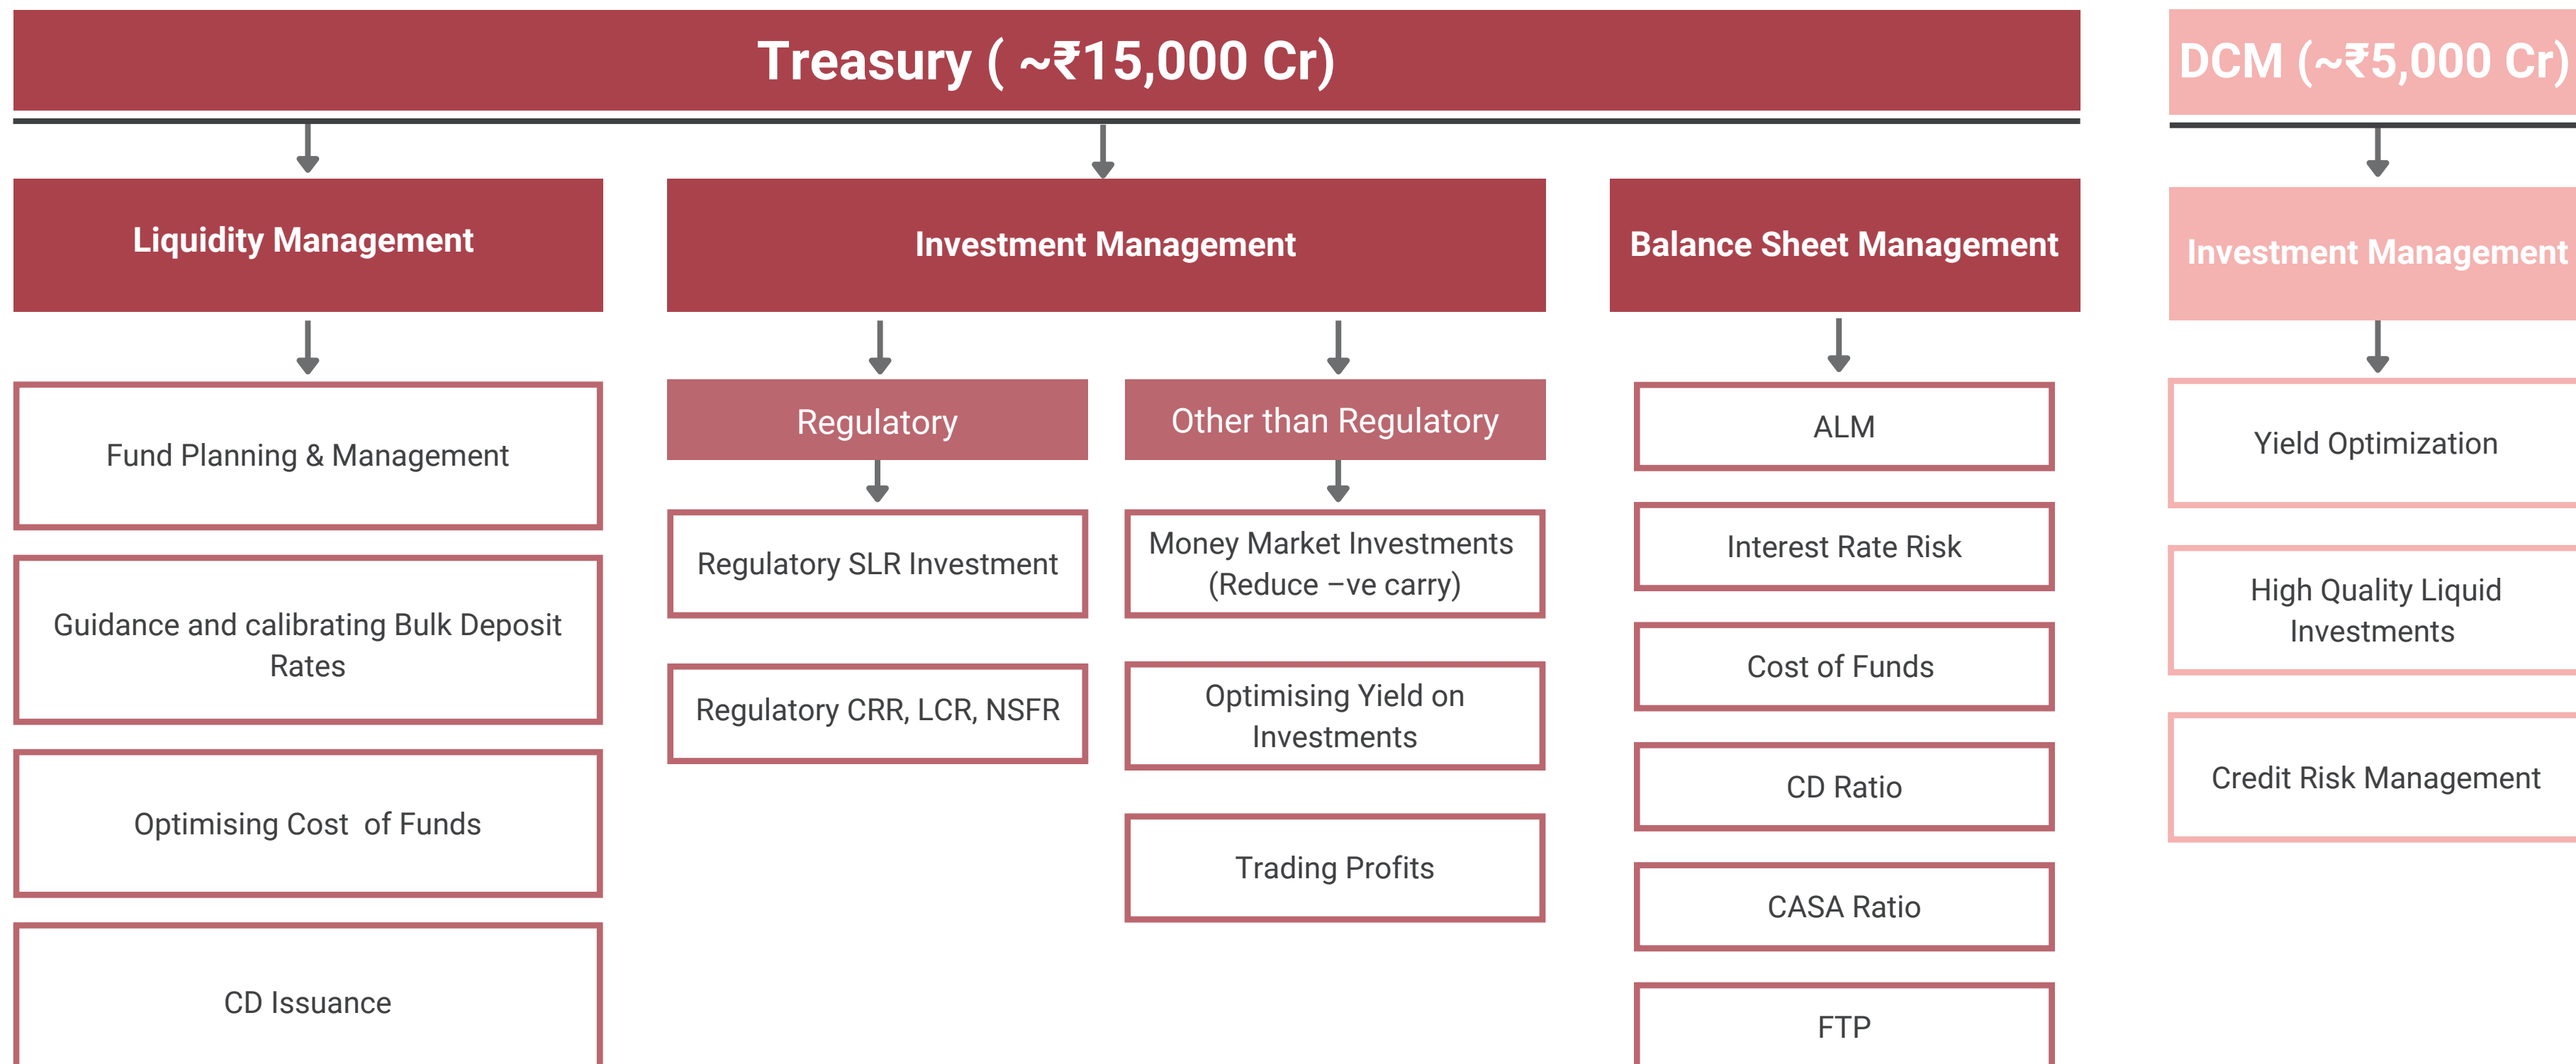 Treasury ( ~₹15,000 Cr)
DCM (~₹5,000 Cr)
Liquidity Management
Investment Management
Balance Sheet Management
Investment Management
Fund Planning & Management
Guidance and calibrating Bulk Deposit
Rates
Optimising Cost  of Funds
CD Issuance
Regulatory
Regulatory SLR Investment
Regulatory CRR, LCR, NSFR
Other than Regulatory
Money Market Investments
(Reduce –ve carry)
Optimising Yield on
Investments
Trading Profits
ALM
Interest Rate Risk
Cost of Funds
CD Ratio
CASA Ratio
FTP
Yield Optimization
High Quality Liquid
Investments
Credit Risk Management